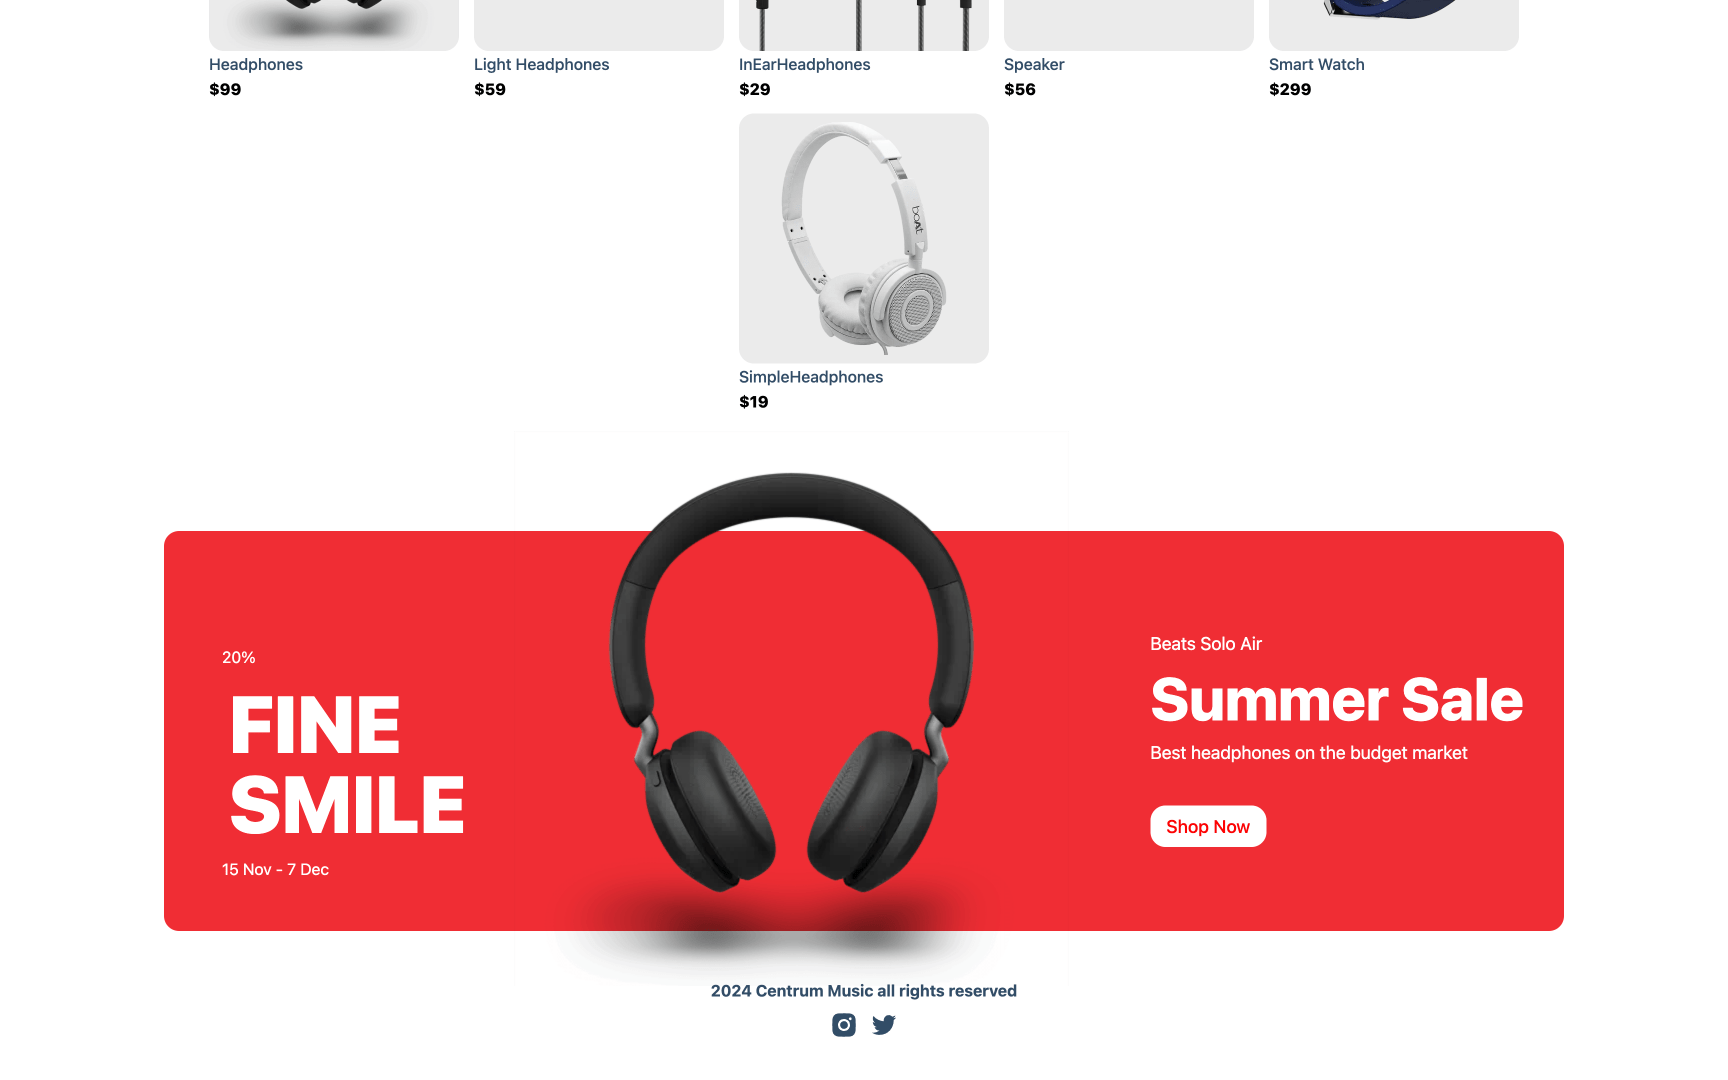 Headphones
$99
Light Headphones
$59
InEarHeadphones
$29
Speaker
$56
Smart Watch
$299
boAt
SimpleHeadphones
$19
20%
FINE
SMILE
15 Nov - 7 Dec
Beats Solo Air
Summer Sale
Best headphones on the budget market
Shop Now
2024 Centrum Music all rights reserved